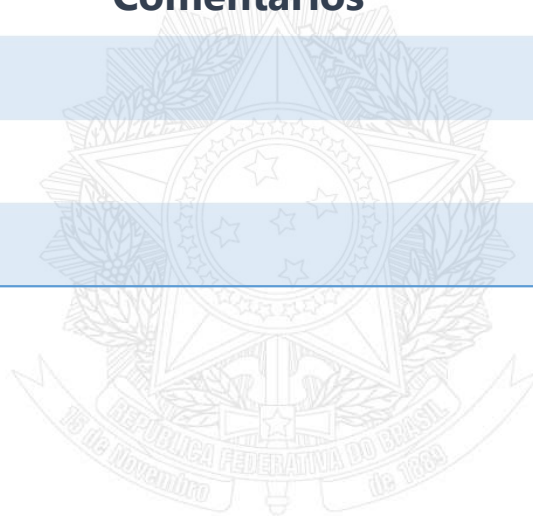 Comentários
REPÚBLICA FEDERATIVA DO BRASIL
15 de Novembro
de 1889